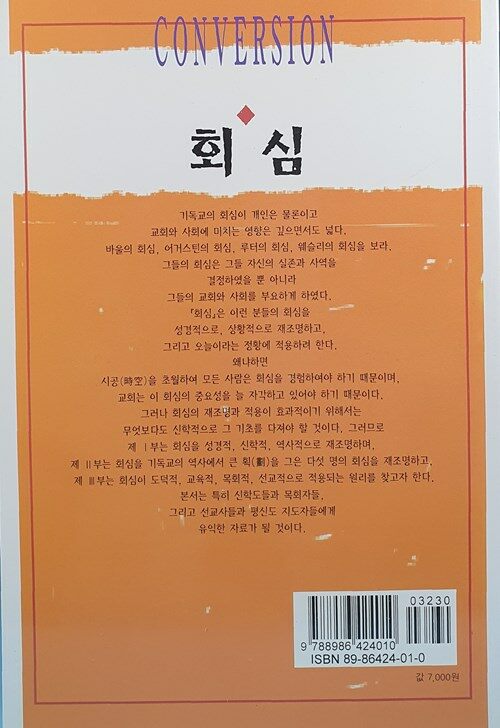 CONVERSION
회 심
기독교의 회심이 개인은 물론이고
교회와 사회에 미치는 영향은 깊으면서도 넓다.
바울의 회심, 어거스틴의 회심, 루터의 회심, 웨슬리의 회심을 보라.
그들의 회심은 그들 자신의 실존과 사역을
결정하였을 뿐 아니라
그들의 교회와 사회를 부요하게 하였다.
『회심』은 이런 분들의 회심을
성경적으로, 상황적으로 재조명하고,
그리고 오늘이라는 정황에 적용하려 한다.
왜냐하면
시공(時空)을 초월하여 모든 사람은 회심을 경험하여야 하기 때문이며,
교회는 이 회심의 중요성을 늘 자각하고 있어야 하기 때문이다.
그러나 회심의 재조명과 적용이 효과적이기 위해서는
무엇보다도 신학적으로 그 기초를 다져야 할 것이다. 그러므로
제 Ⅰ부는 회심을 성경적, 신학적, 역사적으로 재조명하며,
제 Ⅱ부는 회심을 기독교의 역사에서 큰 획(劃)을 그은 다섯 명의 회심을 재조명하고,
제 Ⅲ부는 회심이 도덕적, 교육적, 목회적, 선교적으로 적용되는 원리를 찾고자 한다.
본서는 특히 신학도들과 목회자들,
그리고 선교사들과 평신도 지도자들에게
유익한 자료가 될 것이다.
03230
9 788986 424010
ISBN 89-86424-01-0
값 7,000원